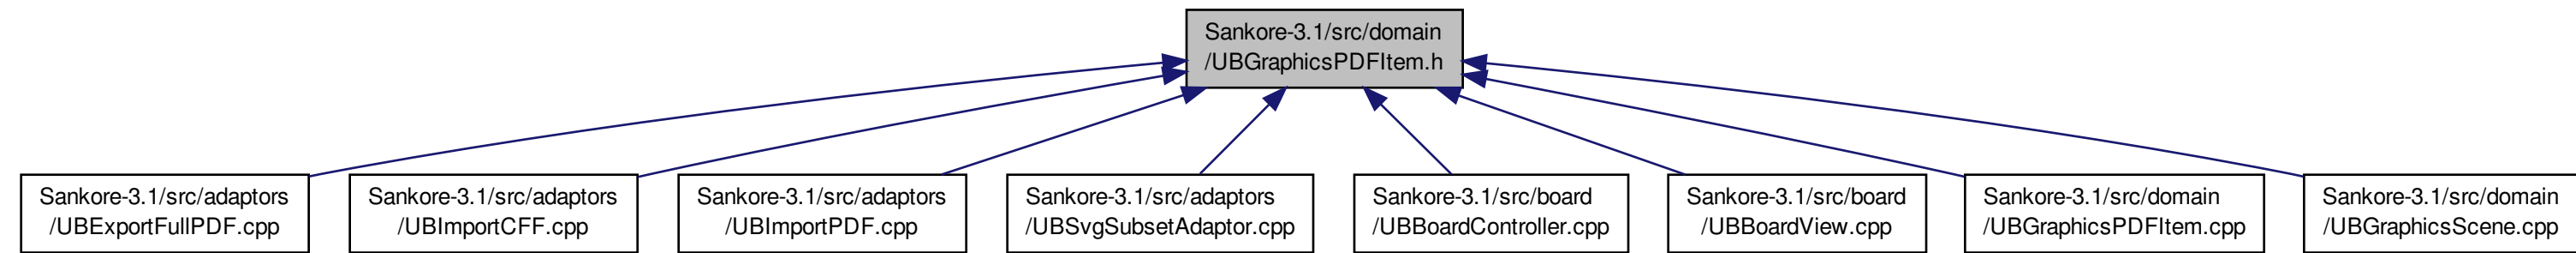 Sankore-3.1/src/domain
/UBGraphicsPDFItem.h
Sankore-3.1/src/adaptors
/UBExportFullPDF.cpp
Sankore-3.1/src/adaptors
/UBImportCFF.cpp
Sankore-3.1/src/adaptors
/UBImportPDF.cpp
Sankore-3.1/src/adaptors
/UBSvgSubsetAdaptor.cpp
Sankore-3.1/src/board
/UBBoardController.cpp
Sankore-3.1/src/board
/UBBoardView.cpp
Sankore-3.1/src/domain
/UBGraphicsPDFItem.cpp
Sankore-3.1/src/domain
/UBGraphicsScene.cpp